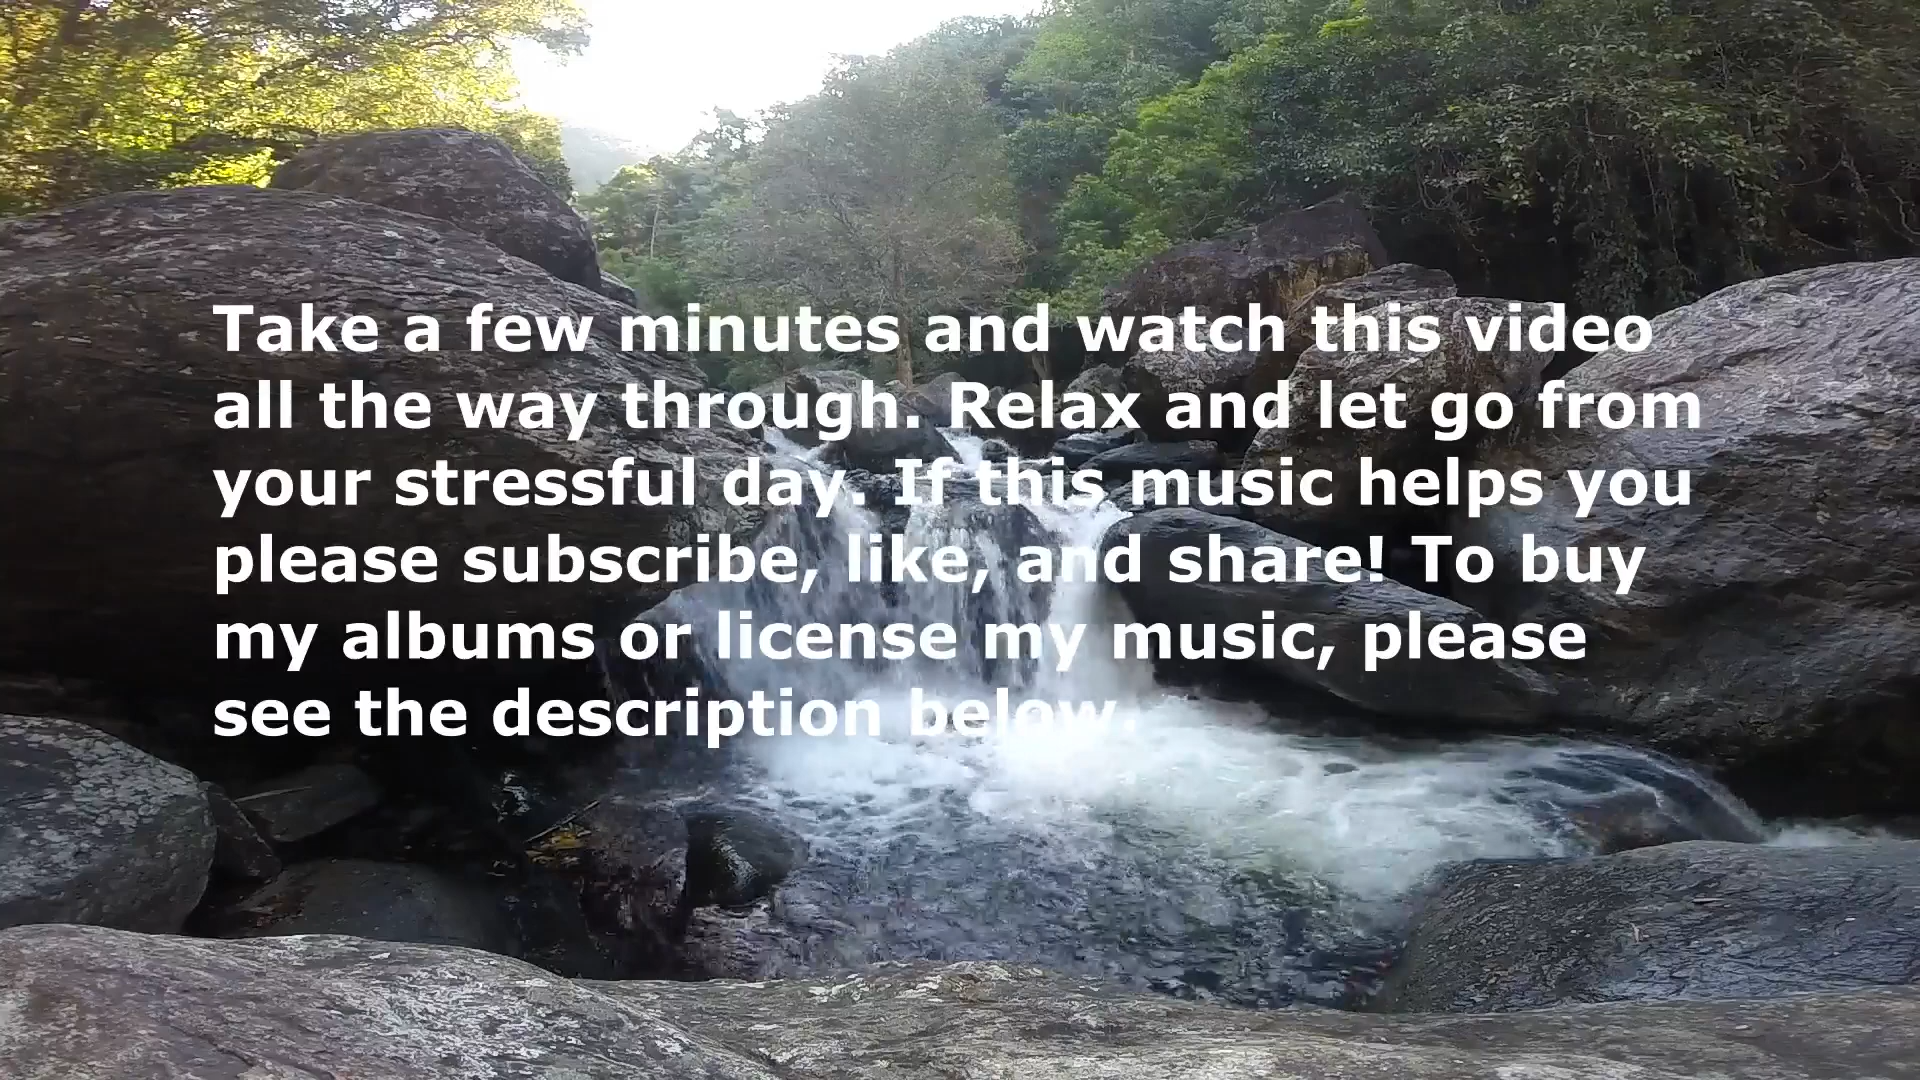 Take a few minutes and watch this video
all the way through. Relax and let go from
your stressful day. If this music helps you
please subscribe, like, and share! To buy
my albums or license my music, please
see the description below.